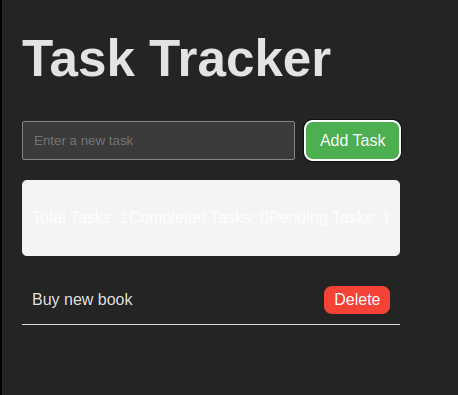 Task Tracker
Enter a new task
Add Task
Total Tasks: 1Completed Tasks: 0Pending Tasks: 1
Buy new book
Delete